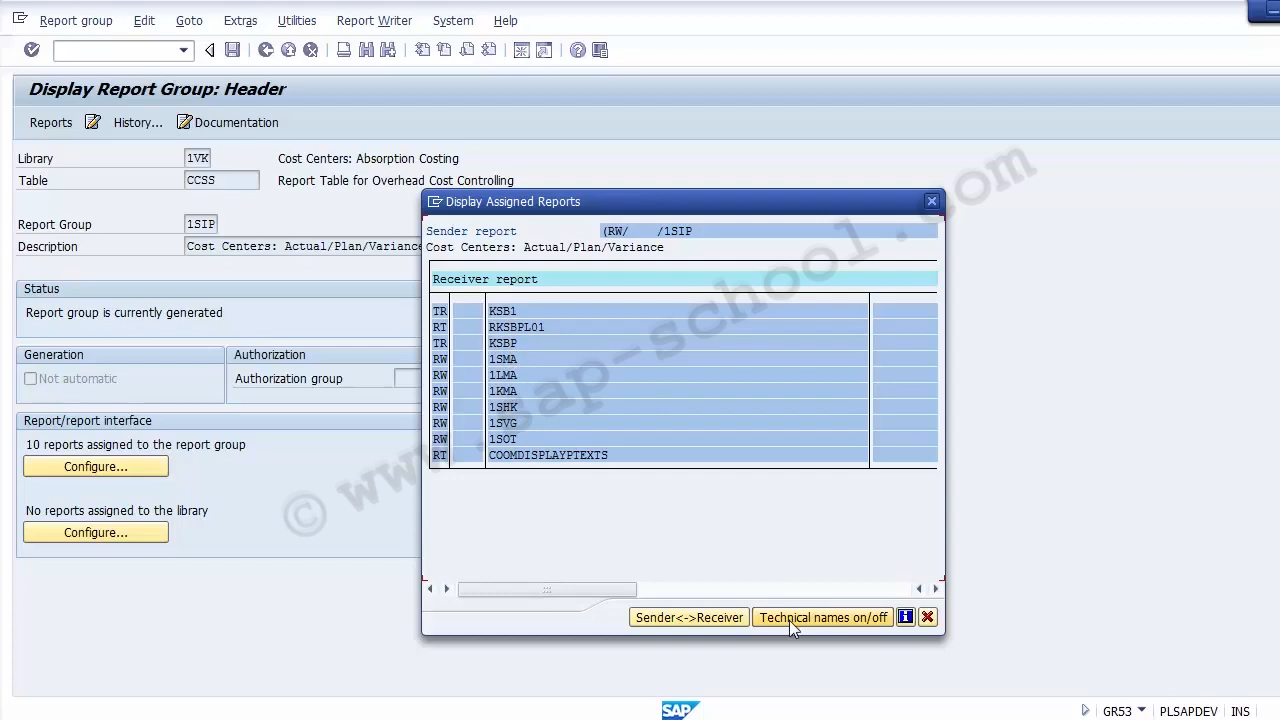 Report group Edit Goto Extras Utilities Report Writer System Help
Display Report Group: Header
Reports History... Documentation
Library 1VK Cost Centers: Absorption Costing
Table CCSS Report Table for Overhead Cost Controlling
Report Group 1SIP
Description Cost Centers: Actual/Plan/Variance
Status
Report group is currently generated
Generation Authorization
Not automatic Authorization group
Report/report interface
10 reports assigned to the report group
Configure...
No reports assigned to the library
Configure...
Display Assigned Reports
Sender report (RW/ /1SIP
Cost Centers: Actual/Plan/Variance
Receiver report
TR KSB1
RT RKSBPL01
TR KSBP
RW 1SMA
RW 1LMA
RW 1KMA
RW 1SHK
RW 1SVG
RW 1SOT
RT COOMDISPLAYPTEXTS
Sender<->Receiver Technical names on/off
© www.sap-school.com
SAP GR53 PLSAPDEV INS